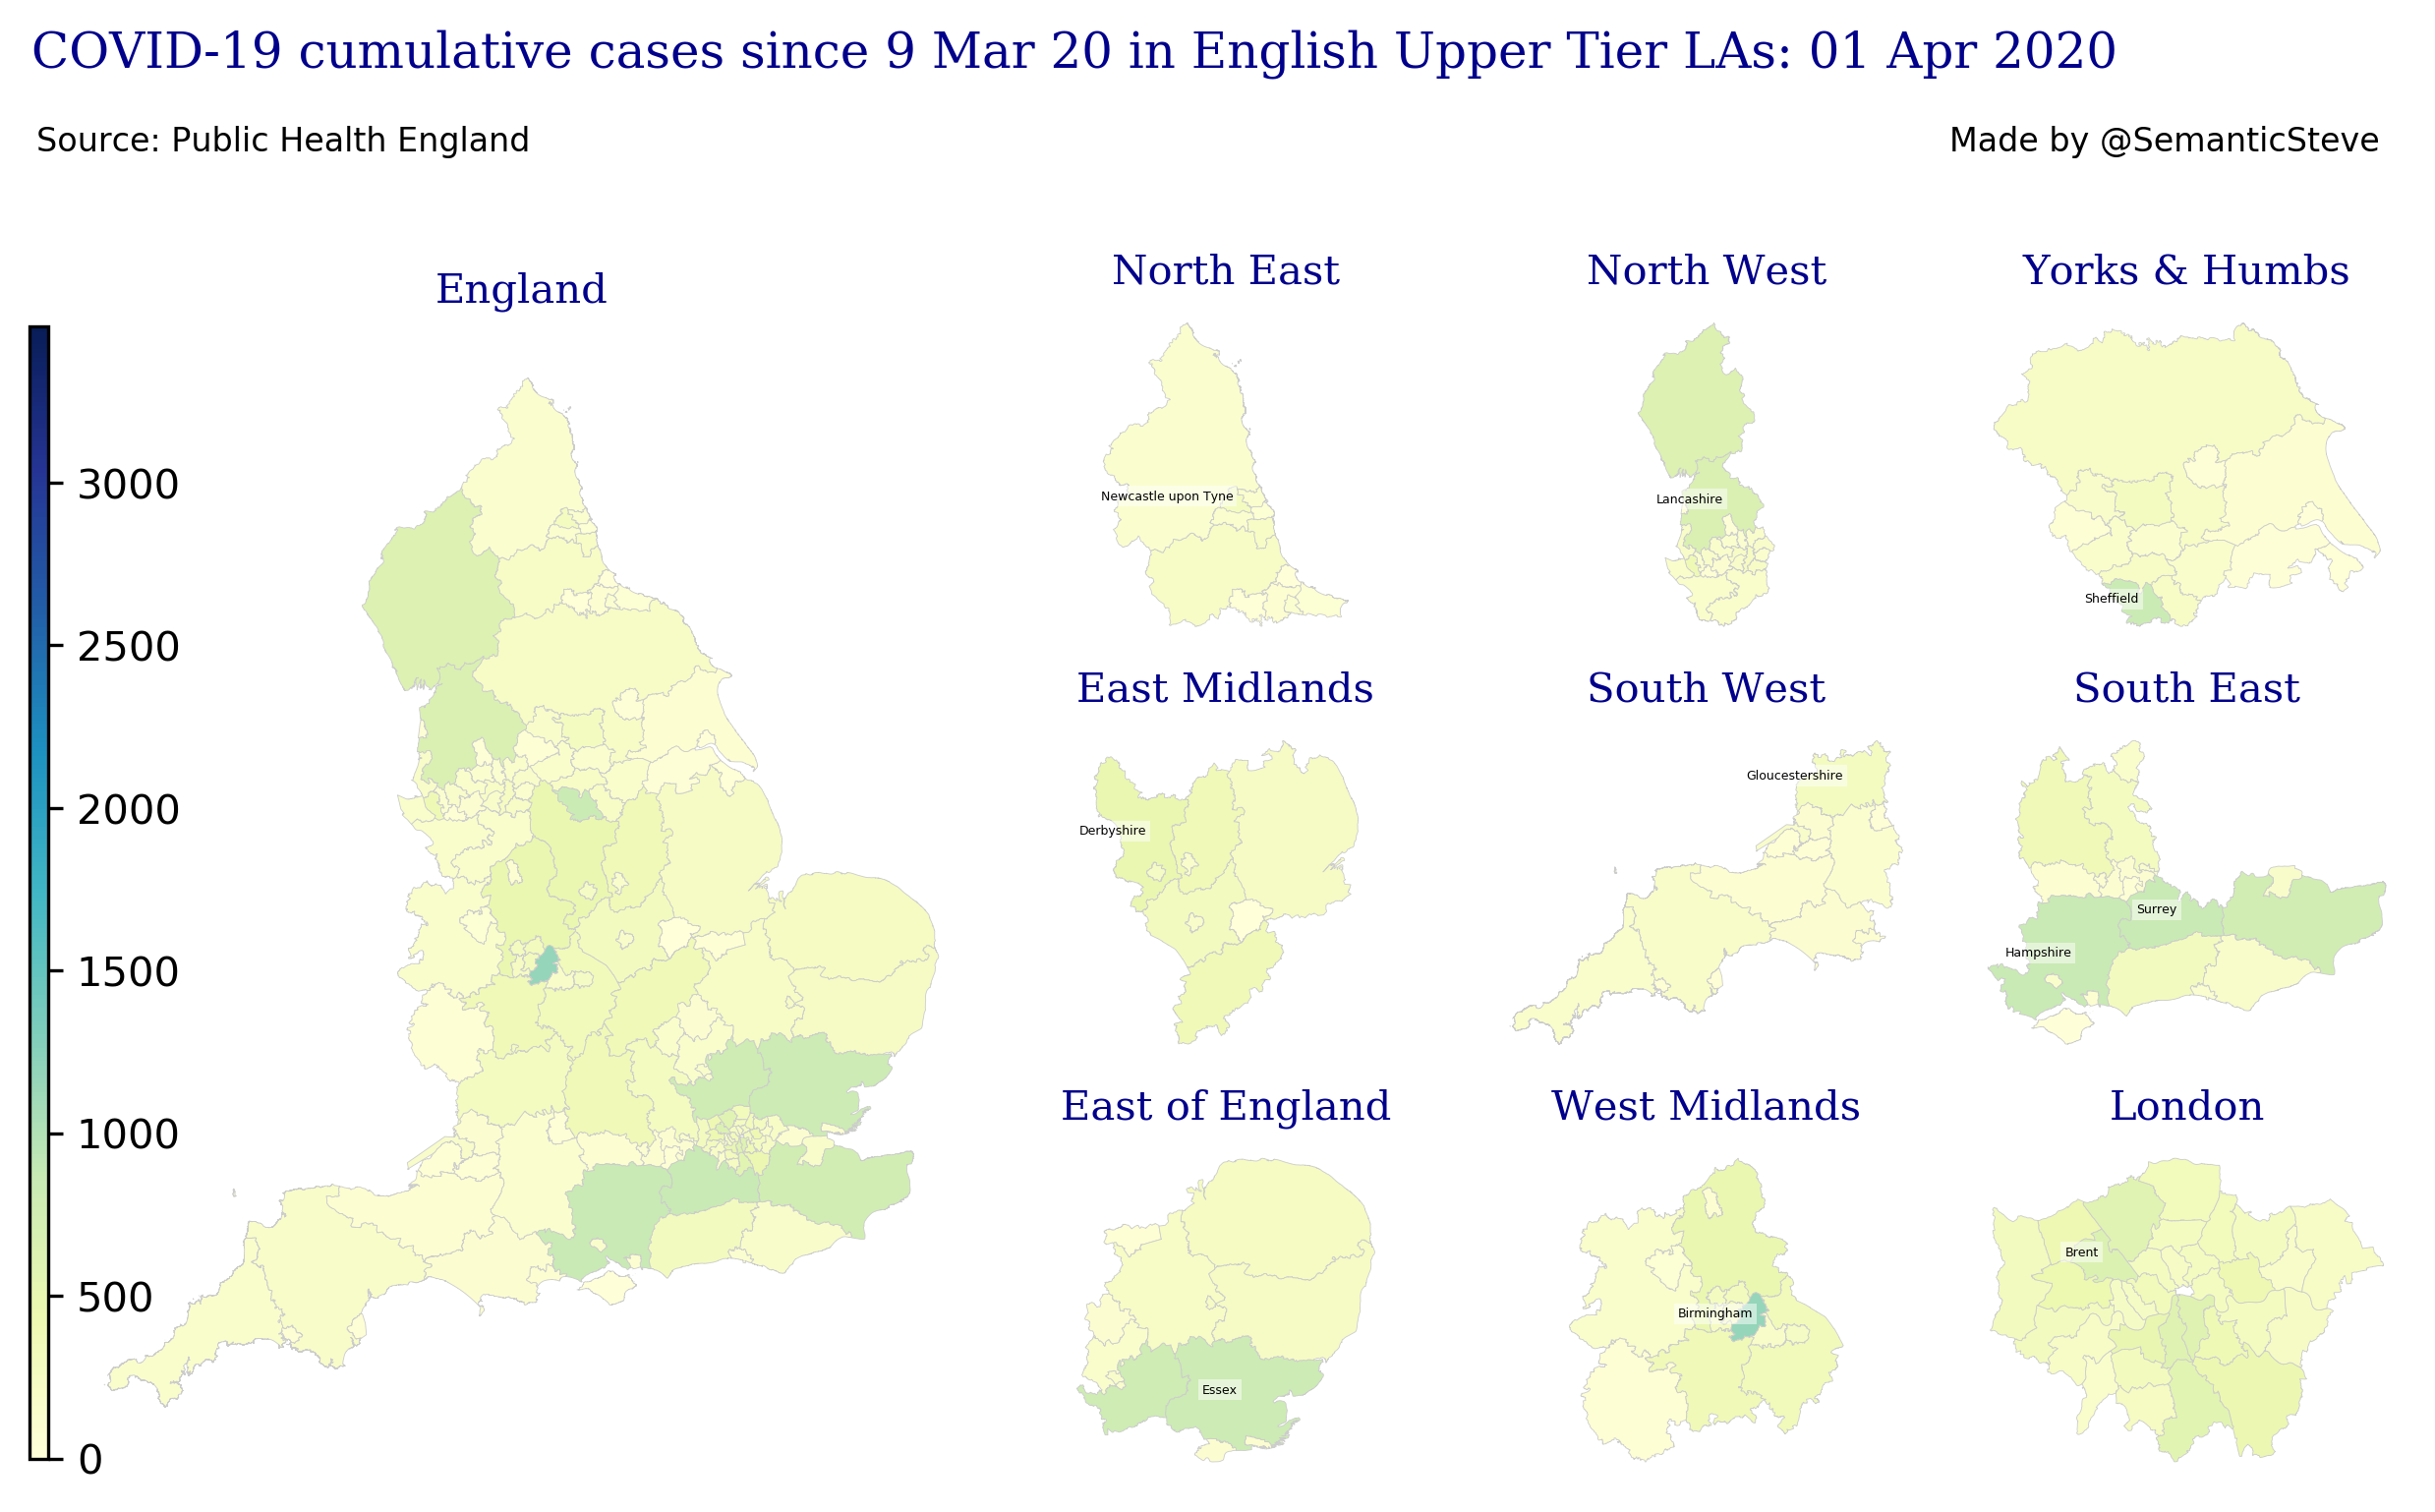 COVID-19 cumulative cases since 9 Mar 20 in English Upper Tier LAs: 01 Apr 2020
Source: Public Health England
Made by @SemanticSteve
England
North East
North West
Yorks & Humbs
3000
2500
2000
1500
1000
500
0
Newcastle upon Tyne
Lancashire
Sheffield
East Midlands
South West
South East
Derbyshire
Gloucestershire
Surrey
Hampshire
East of England
West Midlands
London
Essex
Birmingham
Brent